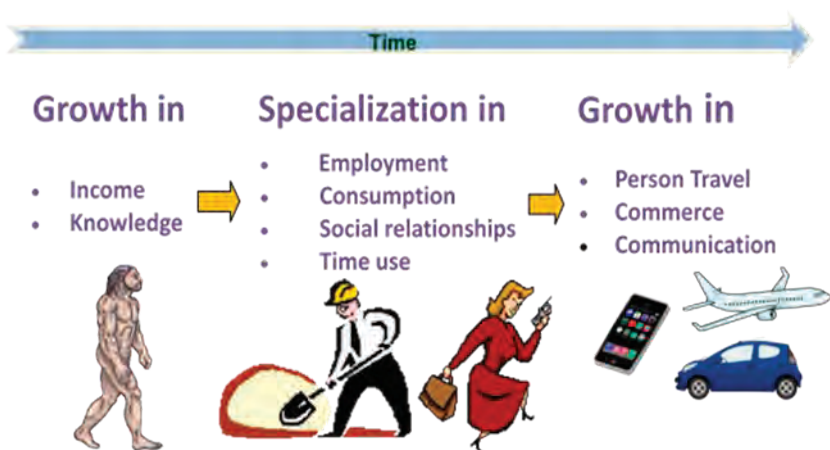 Time
Growth in
• Income
• Knowledge
Specialization in
• Employment
• Consumption
• Social relationships
• Time use
Growth in
• Person Travel
• Commerce
• Communication